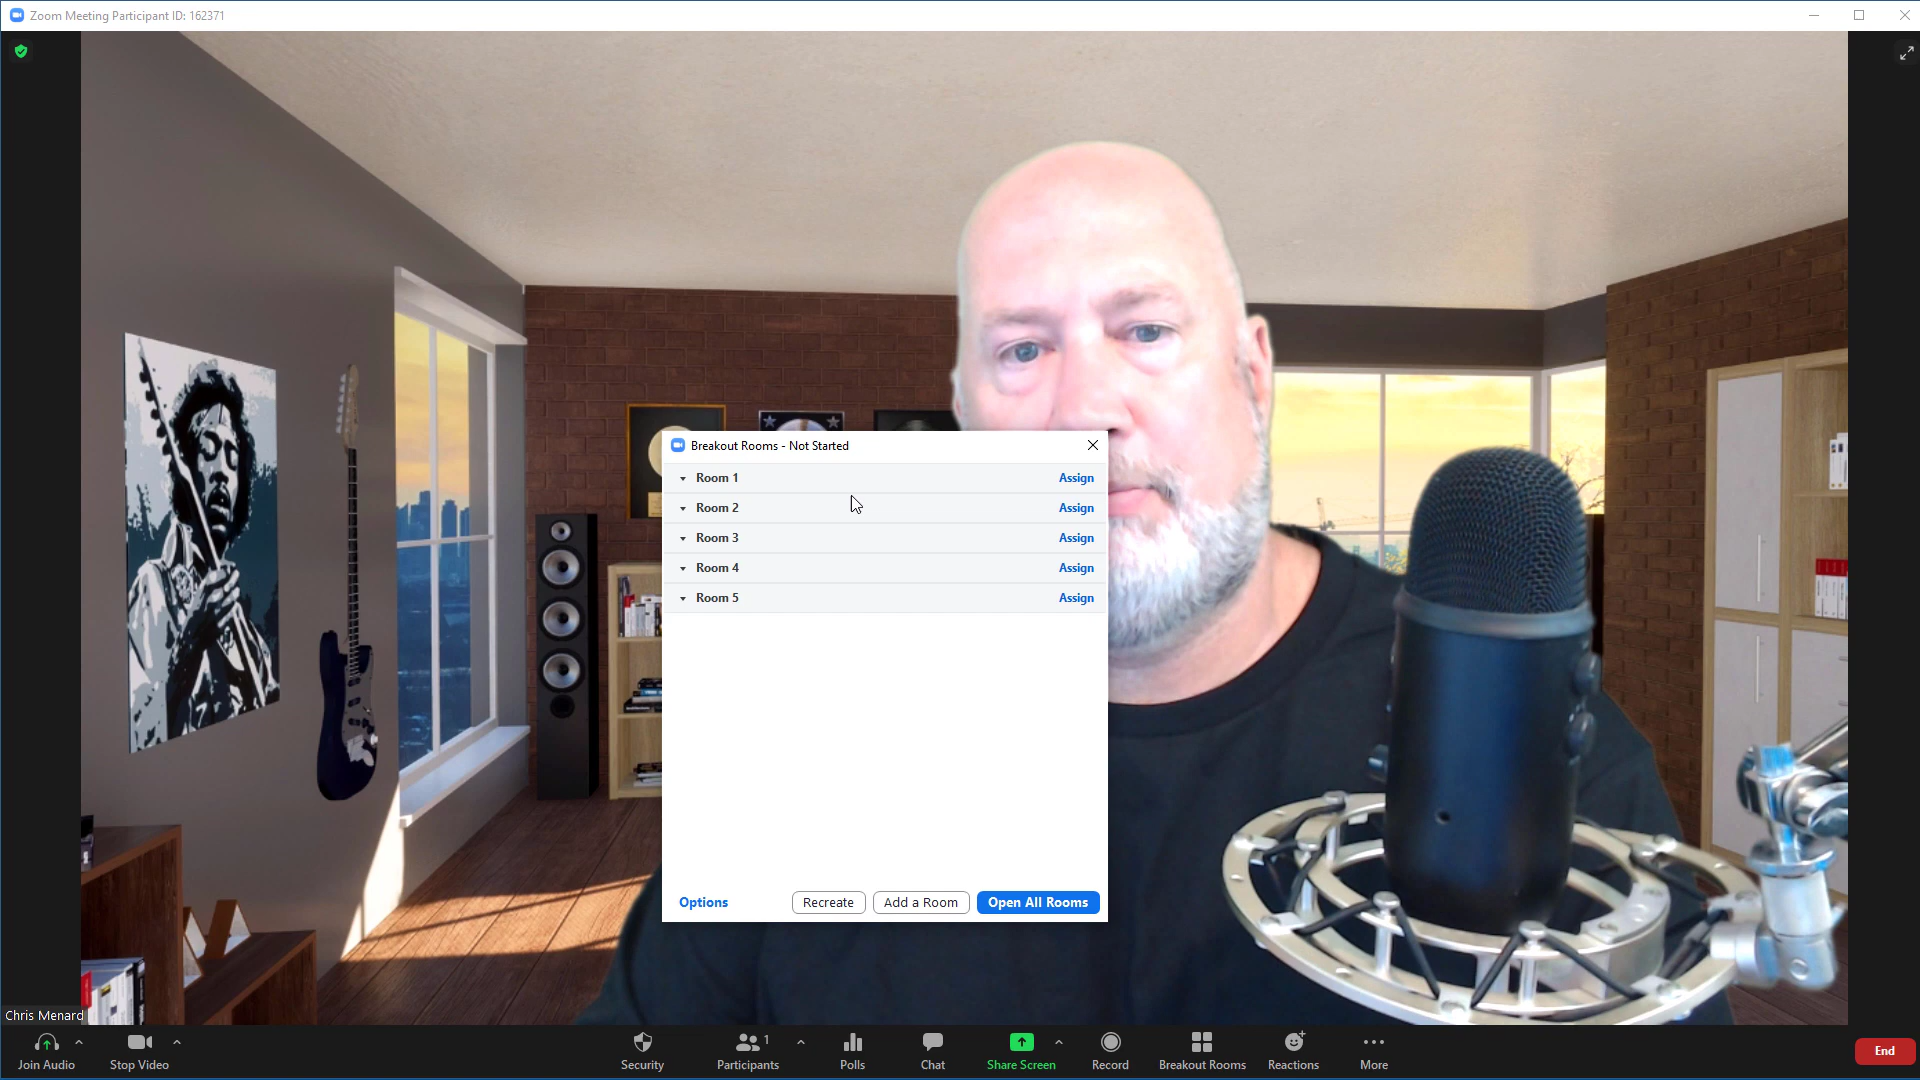 Zoom Meeting Participant ID: 162371
Breakout Rooms - Not Started
Room 1 Assign
Room 2 Assign
Room 3 Assign
Room 4 Assign
Room 5 Assign
Options Recreate Add a Room Open All Rooms
Chris Menard
Join Audio Stop Video Security Participants 1 Polls Chat Share Screen Record Breakout Rooms Reactions More End